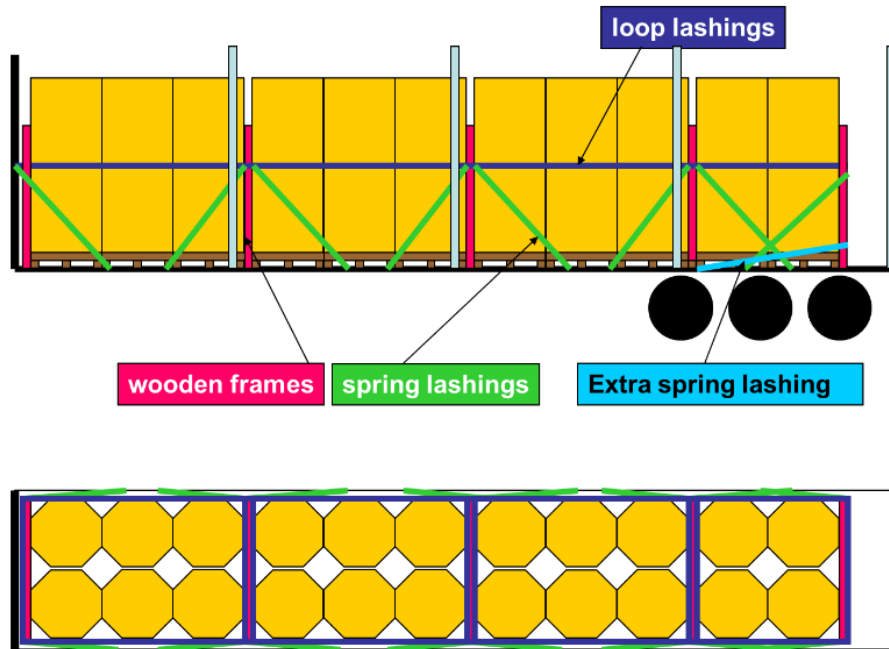 loop lashings
wooden frames
spring lashings
Extra spring lashing